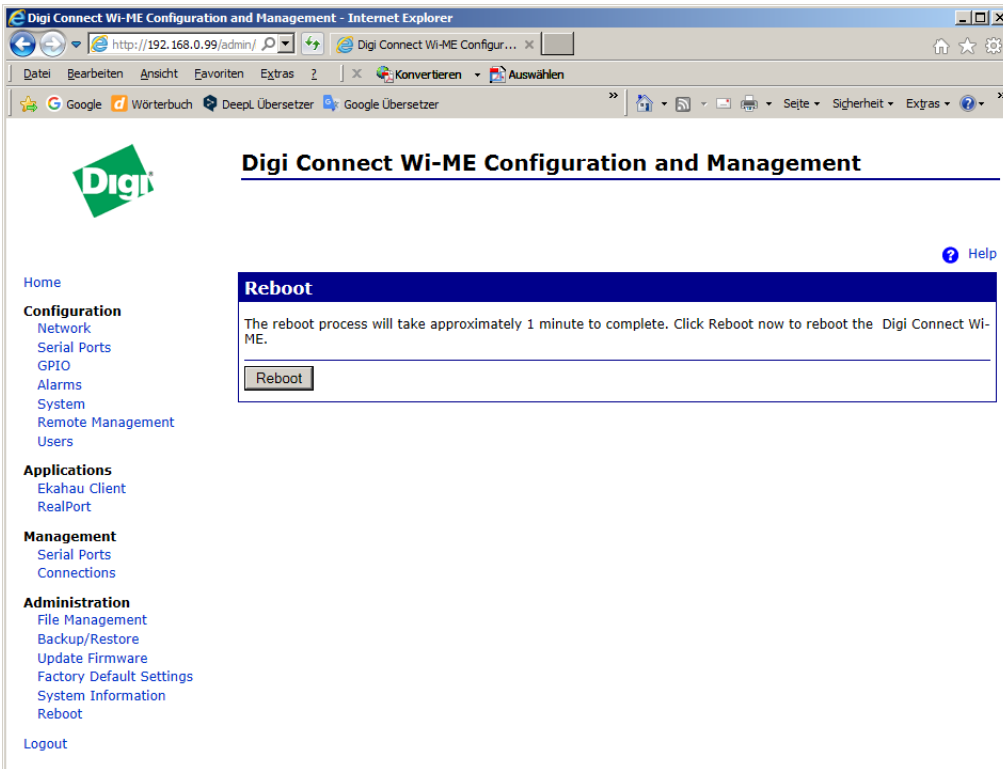 Digi Connect Wi-ME Configuration and Management - Internet Explorer
http://192.168.0.99/admin/
Digi Connect Wi-ME Configur...
Datei Bearbeiten Ansicht Favoriten Extras ? Konvertieren Auswählen
Google Wörterbuch DeepL Übersetzer Google Übersetzer » Seite Sicherheit Extras »
Digi
Digi Connect Wi-ME Configuration and Management
Help
Home
Configuration
Network
Serial Ports
GPIO
Alarms
System
Remote Management
Users
Applications
Ekahau Client
RealPort
Management
Serial Ports
Connections
Administration
File Management
Backup/Restore
Update Firmware
Factory Default Settings
System Information
Reboot
Logout
Reboot
The reboot process will take approximately 1 minute to complete. Click Reboot now to reboot the Digi Connect Wi-
ME.
Reboot